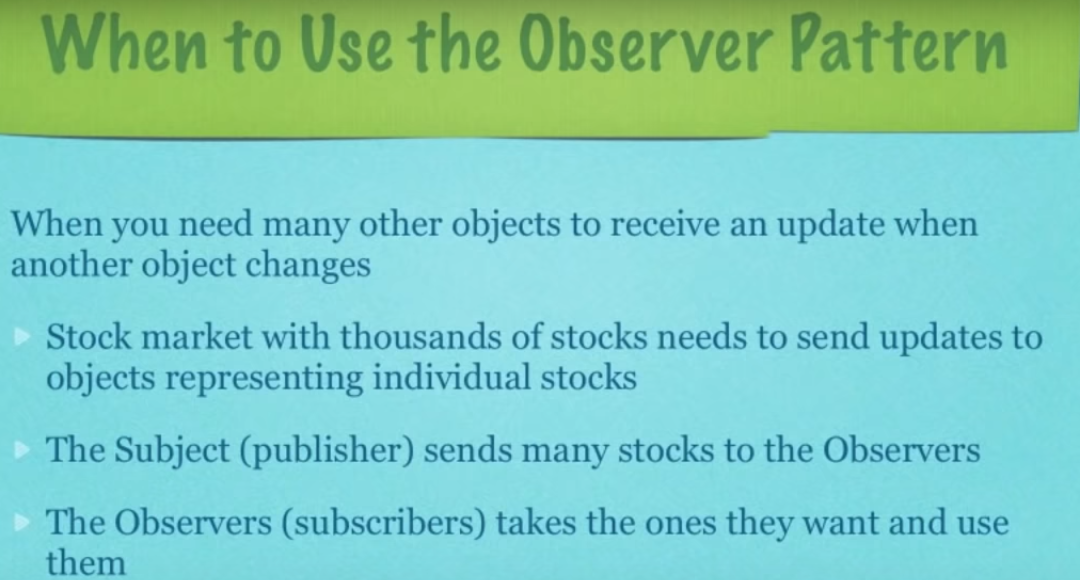 When to Use the Observer Pattern
When you need many other objects to receive an update when
another object changes
Stock market with thousands of stocks needs to send updates to
objects representing individual stocks
The Subject (publisher) sends many stocks to the Observers
The Observers (subscribers) takes the ones they want and use
them